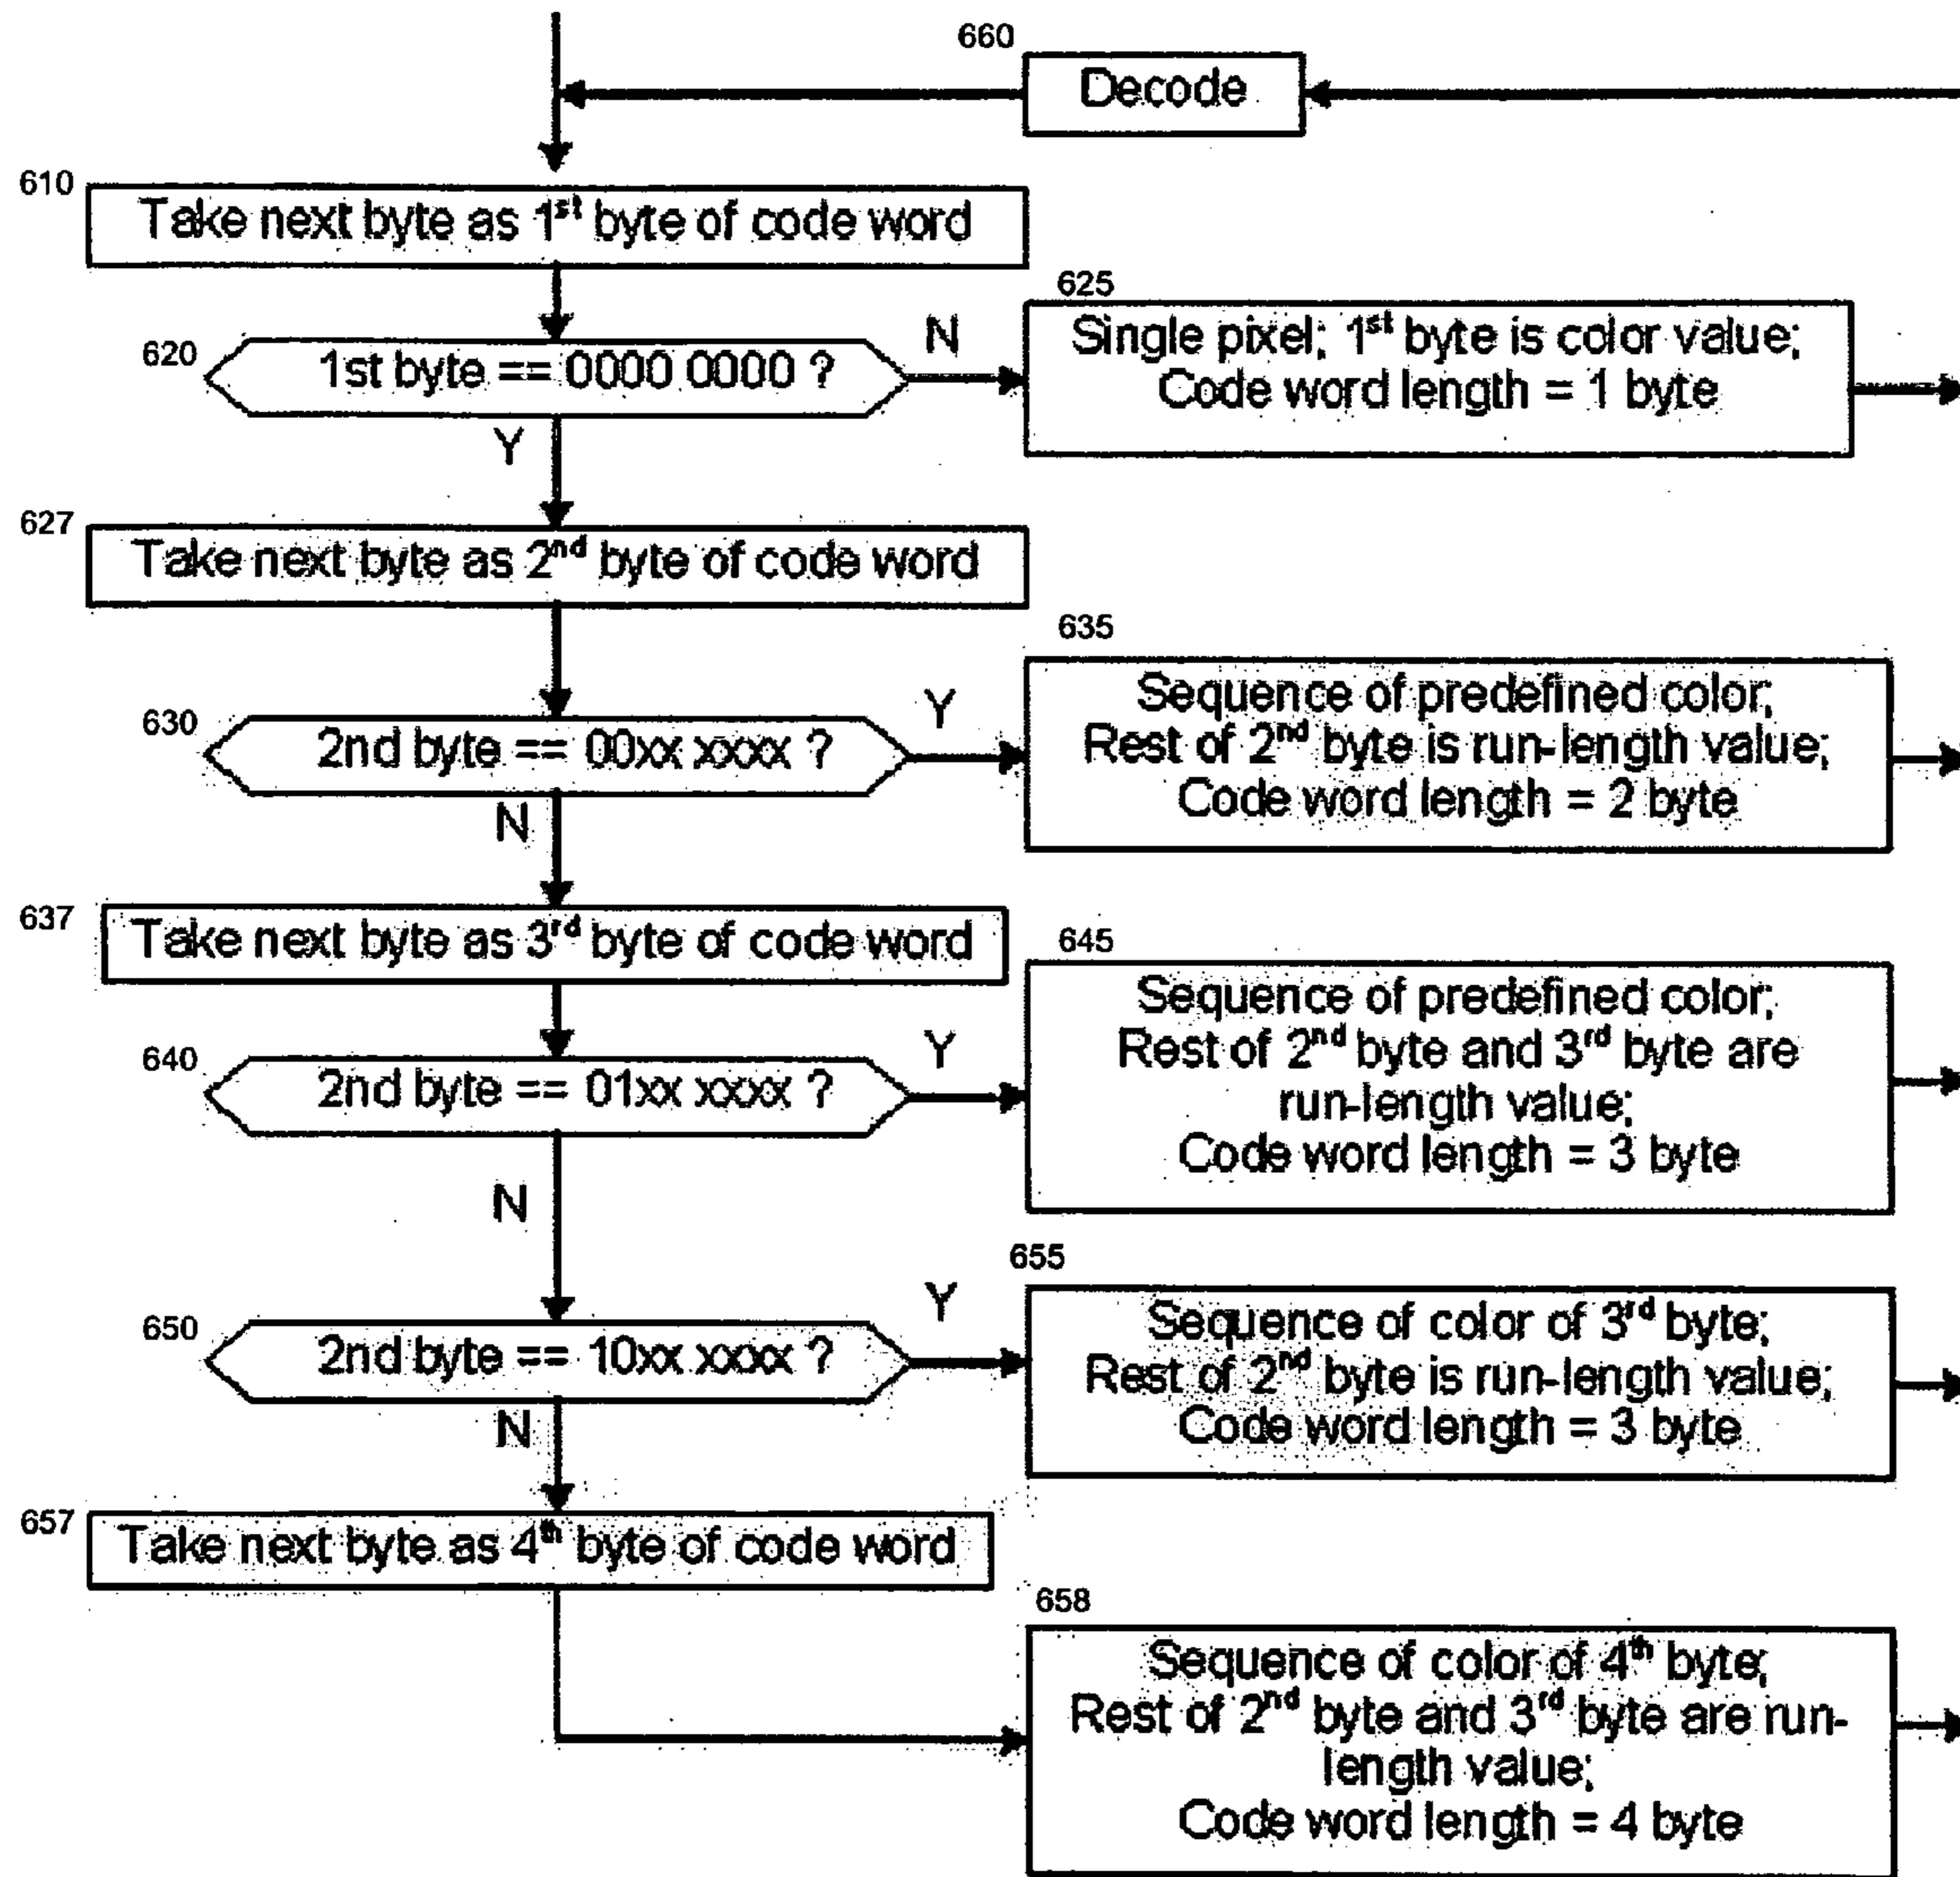 660
Decode
610
Take next byte as 1st byte of code word
620
1st byte == 0000 0000 ?
N
Y
625
Single pixel; 1st byte is color value;
Code word length = 1 byte
627
Take next byte as 2nd byte of code word
630
2nd byte == 00xx xxxx ?
Y
N
635
Sequence of predefined color;
Rest of 2nd byte is run-length value;
Code word length = 2 byte
637
Take next byte as 3rd byte of code word
640
2nd byte == 01xx xxxx ?
Y
N
645
Sequence of predefined color;
Rest of 2nd byte and 3rd byte are
run-length value;
Code word length = 3 byte
650
2nd byte == 10xx xxxx ?
Y
N
655
Sequence of color of 3rd byte;
Rest of 2nd byte is run-length value;
Code word length = 3 byte
657
Take next byte as 4th byte of code word
658
Sequence of color of 4th byte;
Rest of 2nd byte and 3rd byte are run-
length value;
Code word length = 4 byte